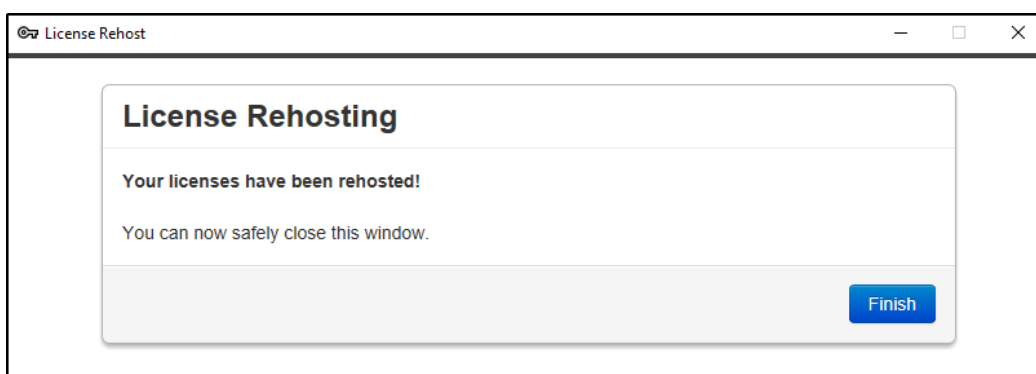 License Rehost
License Rehosting
Your licenses have been rehosted!
You can now safely close this window.
Finish